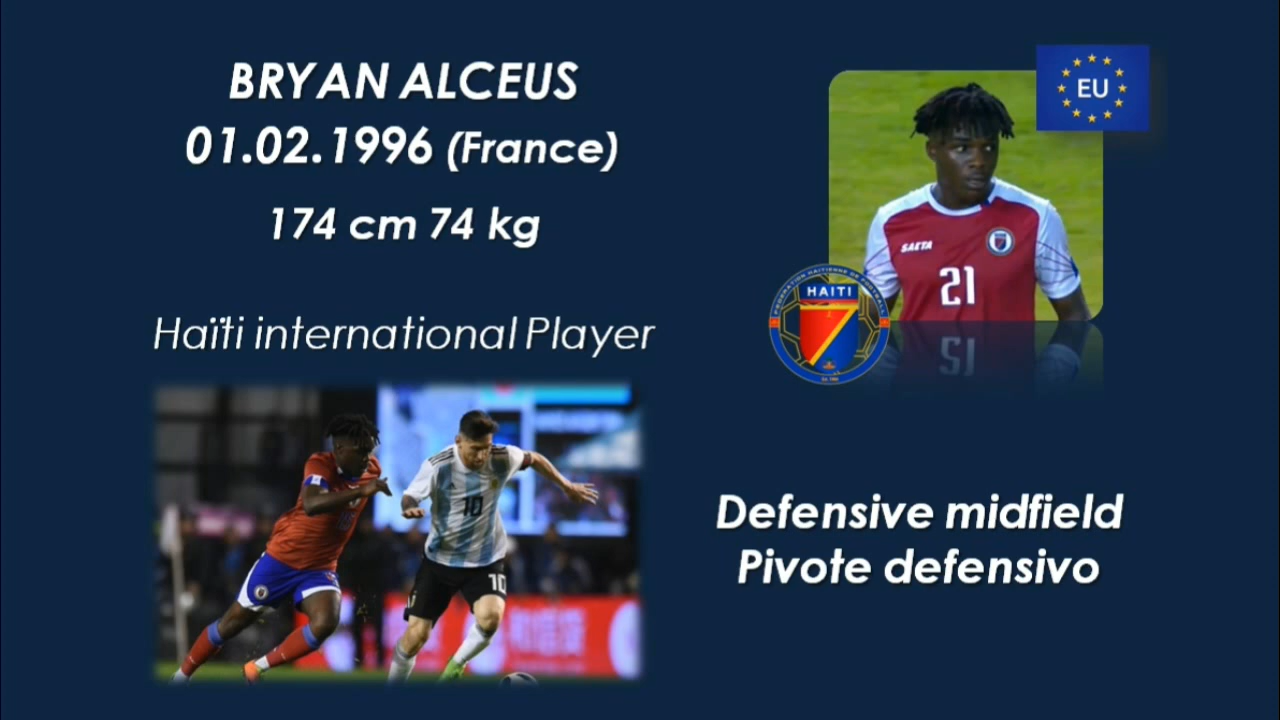 BRYAN ALCEUS
01.02.1996 (France)
174 cm 74 kg
Haïti international Player
EU
SAETA
21
HAITI
10
10
Defensive midfield
Pivote defensivo